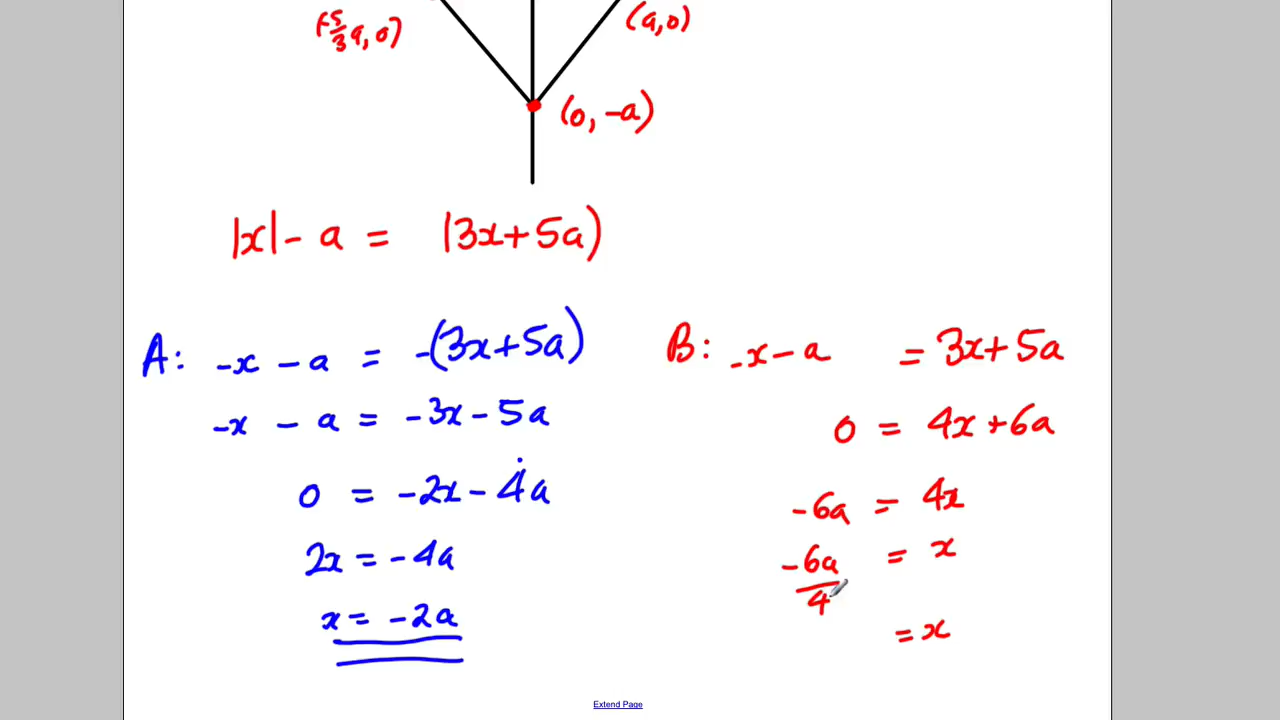 (-5/3 a, 0)
(a, 0)
(0, -a)
|x| - a = |3x + 5a)
A: -x - a = -(3x + 5a)
-x - a = -3x - 5a
0 = -2x - 4a
2x = -4a
x = -2a
B: -x - a = 3x + 5a
0 = 4x + 6a
-6a = 4x
-6a/4 = x
= x
Extend Page